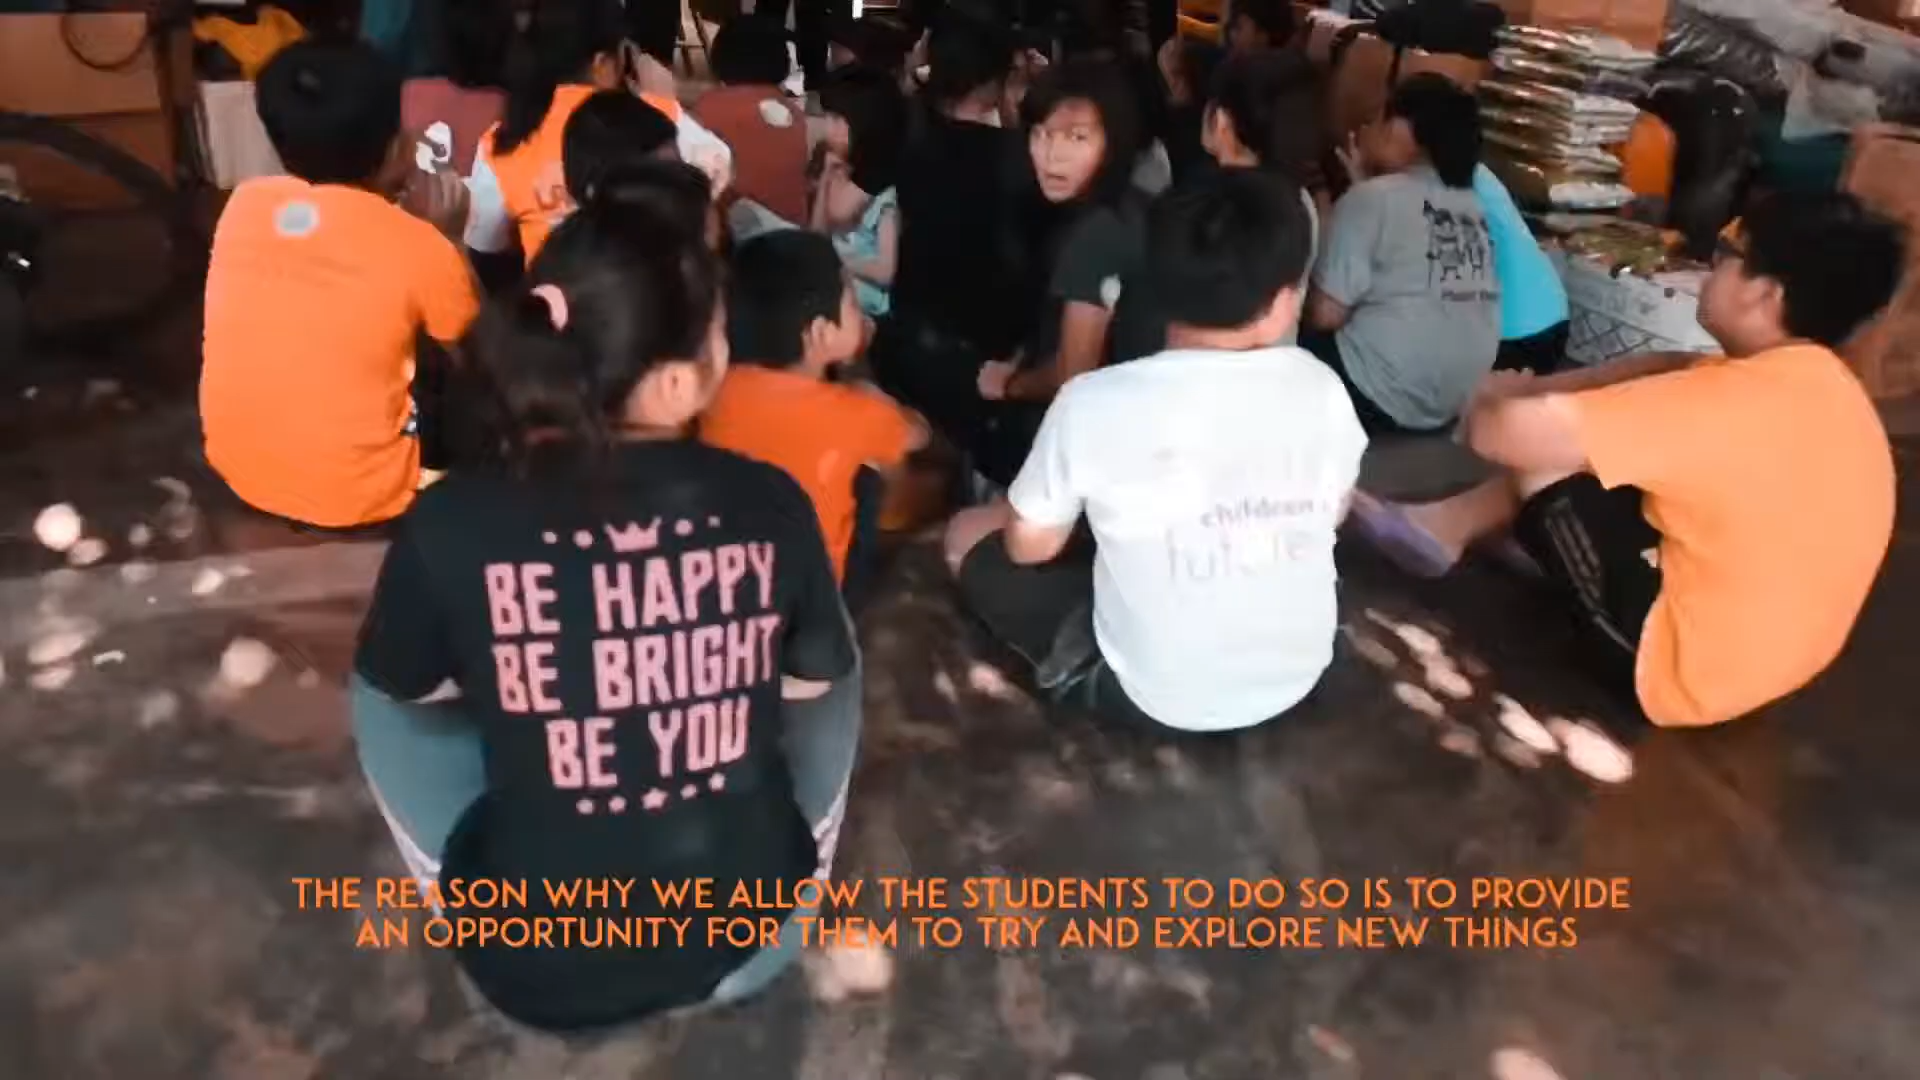 BE HAPPY
BE BRIGHT
BE YOU
children
future
THE REASON WHY WE ALLOW THE STUDENTS TO DO SO IS TO PROVIDE
AN OPPORTUNITY FOR THEM TO TRY AND EXPLORE NEW THINGS